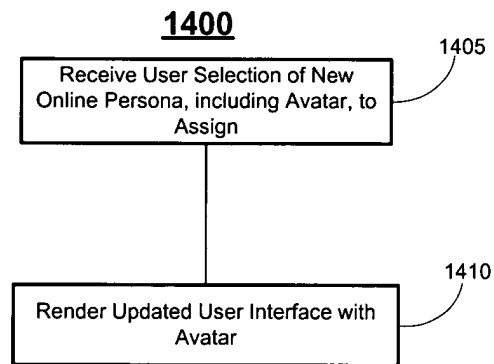 1400
1405
Receive User Selection of New
Online Persona, including Avatar, to
Assign
1410
Render Updated User Interface with
Avatar